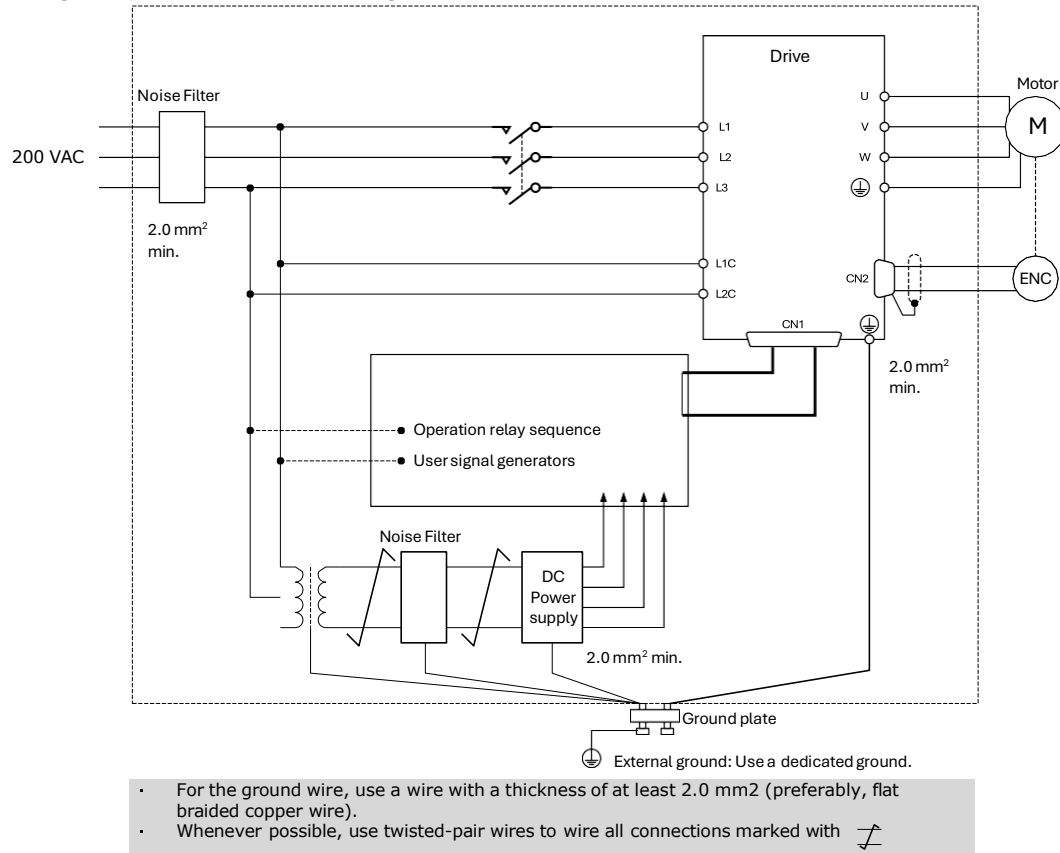 Drive
Noise Filter
Motor
U
V
W
M
200 VAC
L1
L2
L3
2.0 mm²
min.
L1C
L2C
CN2
ENC
CN1
2.0 mm²
min.
Operation relay sequence
User signal generators
Noise Filter
DC
Power
supply
2.0 mm² min.
Ground plate
External ground: Use a dedicated ground.
· For the ground wire, use a wire with a thickness of at least 2.0 mm2 (preferably, flat
braided copper wire).
· Whenever possible, use twisted-pair wires to wire all connections marked with